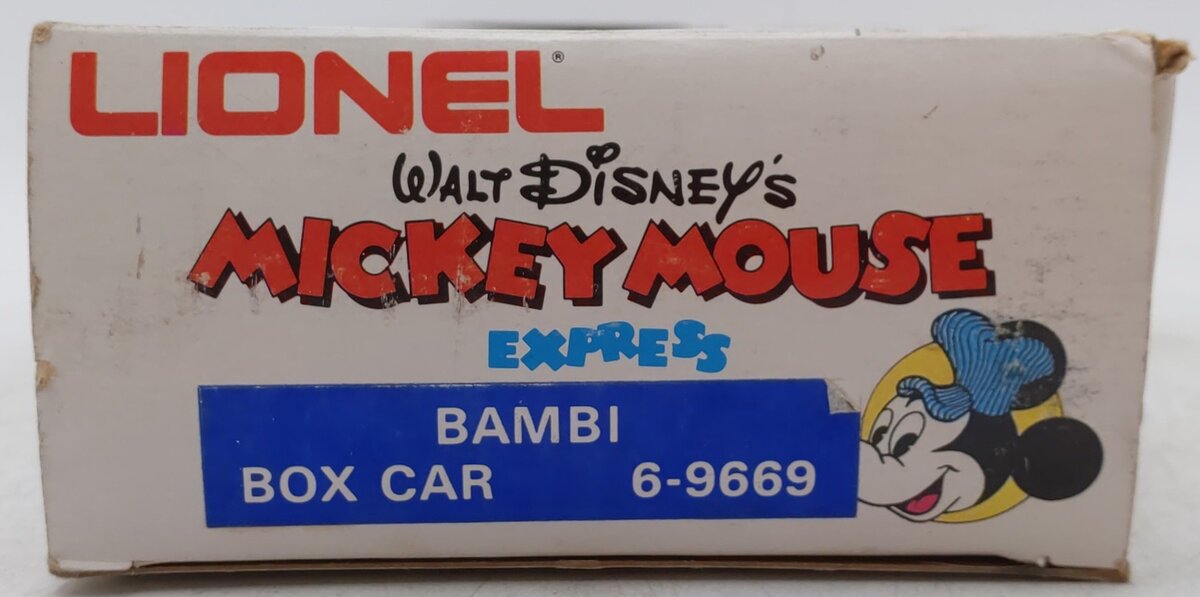 LIONEL®
WALT DISNEY'S
MICKEY MOUSE
EXPRESS
BAMBI
BOX CAR 6-9669